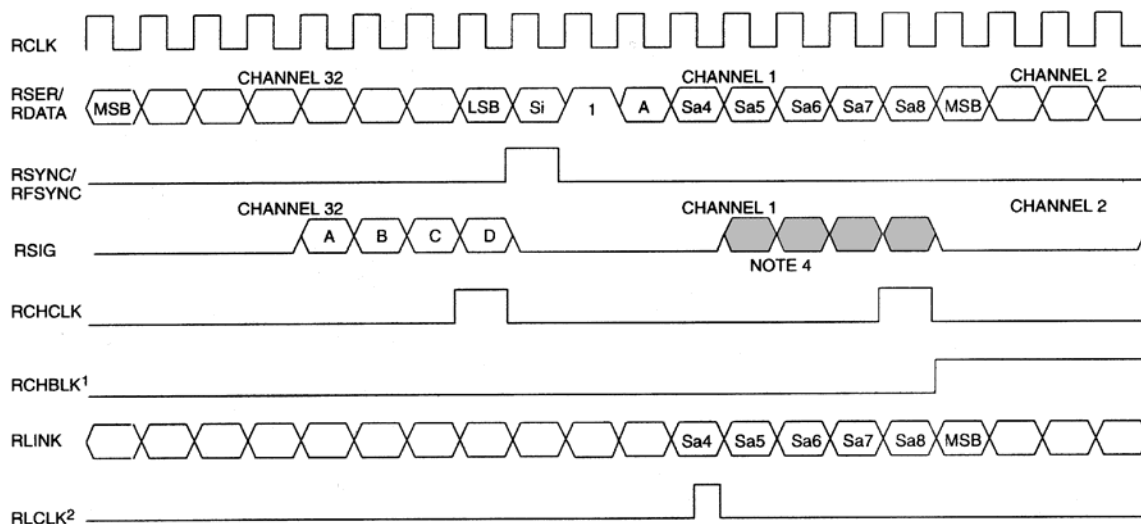 RCLK
CHANNEL 32 CHANNEL 1 CHANNEL 2
RSER/
RDATA
MSB LSB Si 1 A Sa4 Sa5 Sa6 Sa7 Sa8 MSB
RSYNC/
RFSYNC
CHANNEL 32 CHANNEL 1 CHANNEL 2
RSIG A B C D
NOTE 4
RCHCLK
RCHBLK1
RLINK Sa4 Sa5 Sa6 Sa7 Sa8 MSB
RLCLK2